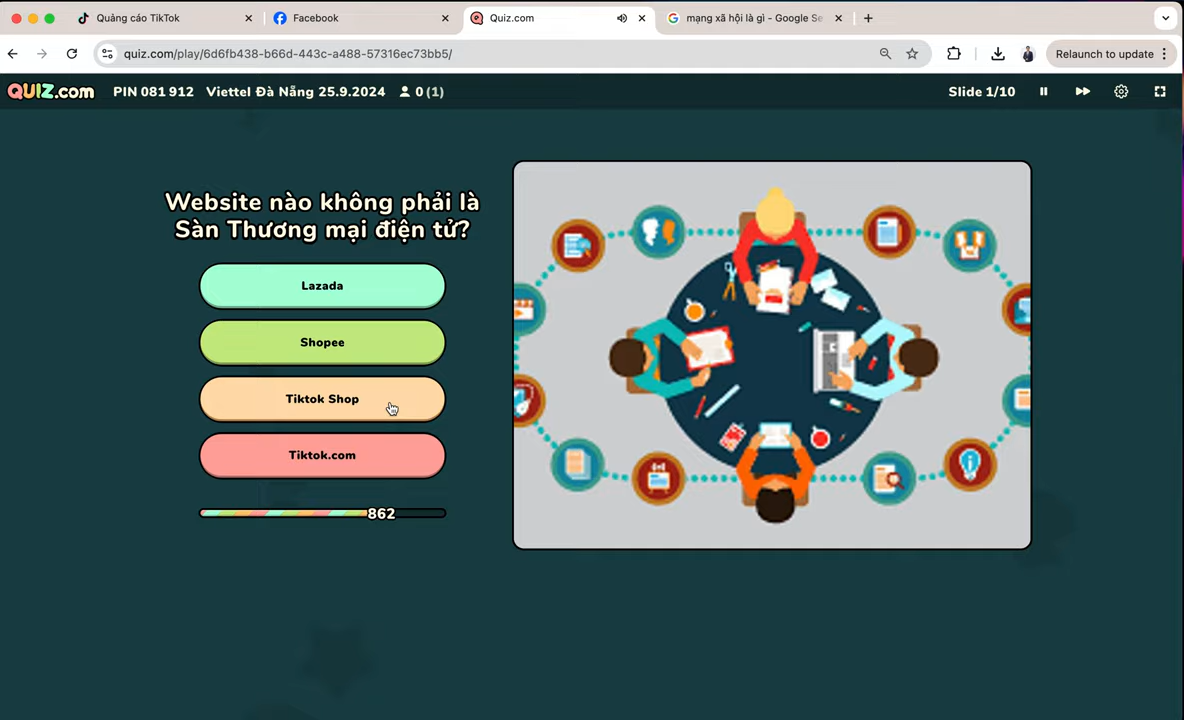 Quảng cáo TikTok
Facebook
Quiz.com
mạng xã hội là gì - Google Se
quiz.com/play/6d6fb438-b66d-443c-a488-57316ec73bb5/
Relaunch to update
QUIZ.com
PIN 081 912
Viettel Đà Nẵng 25.9.2024
0 (1)
Slide 1/10
Website nào không phải là
Sàn Thương mại điện tử?
Lazada
Shopee
Tiktok Shop
Tiktok.com
862